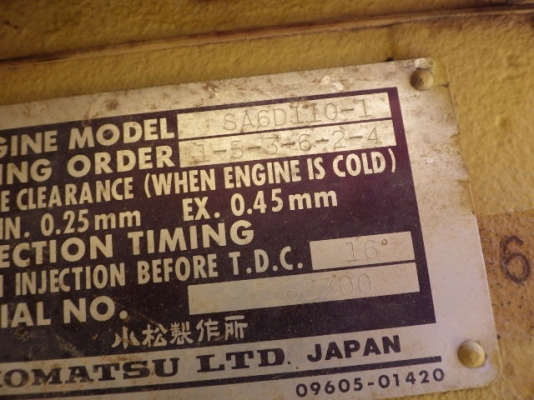 GINE MODEL SA6D110-1
ING ORDER 1-5-3-6-2-4
E CLEARANCE (WHEN ENGINE IS COLD)
IN. 0.25mm EX. 0.45mm
ECTION TIMING
INJECTION BEFORE T.D.C. 16°
IAL NO.
小松製作所
OMATSU LTD. JAPAN
09605-01420
6